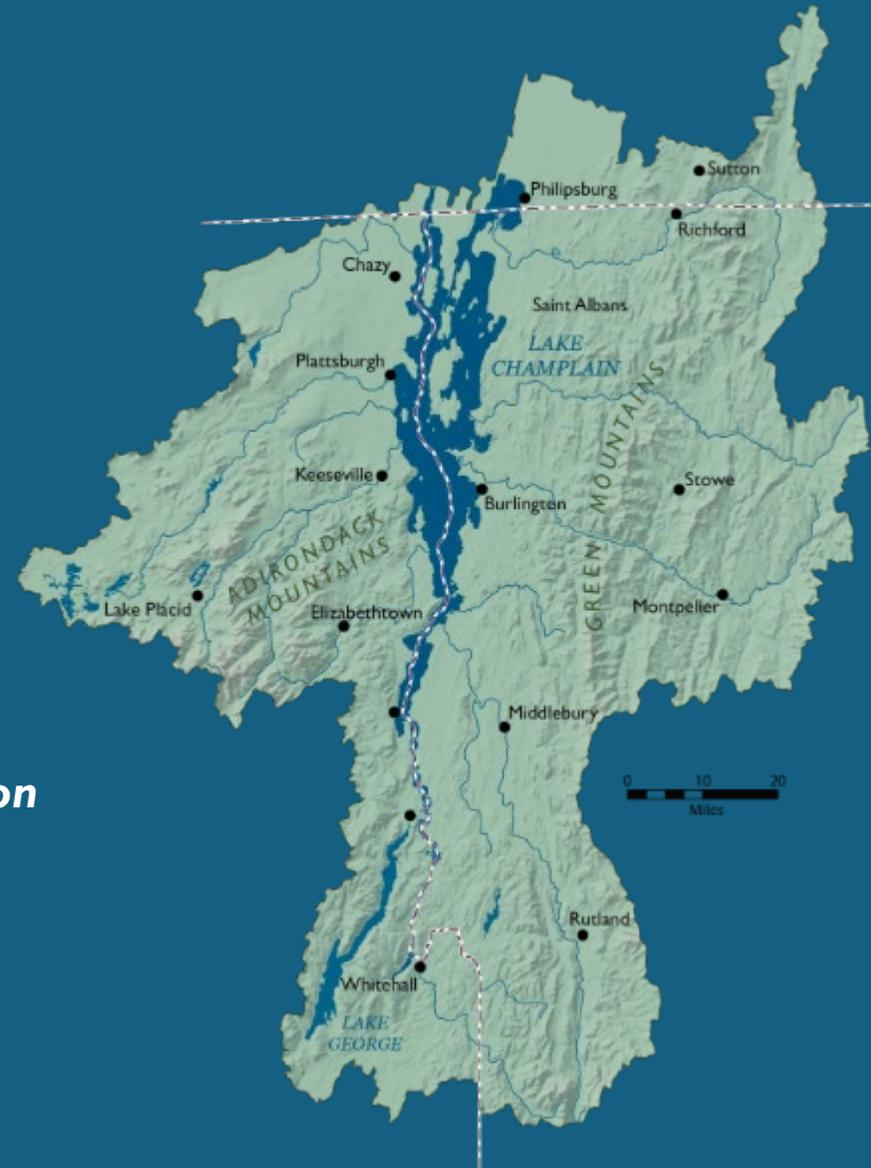 Sutton
Philipsburg
Richford
Chazy
Saint Albans
LAKE
CHAMPLAIN
Plattsburgh
GREEN MOUNTAINS
Keeseville
Stowe
Burlington
ADIRONDACK
MOUNTAINS
Lake Placid
Elizabethtown
Montpelier
Middlebury
0 10 20
Miles
on
Rutland
Whitehall
LAKE
GEORGE